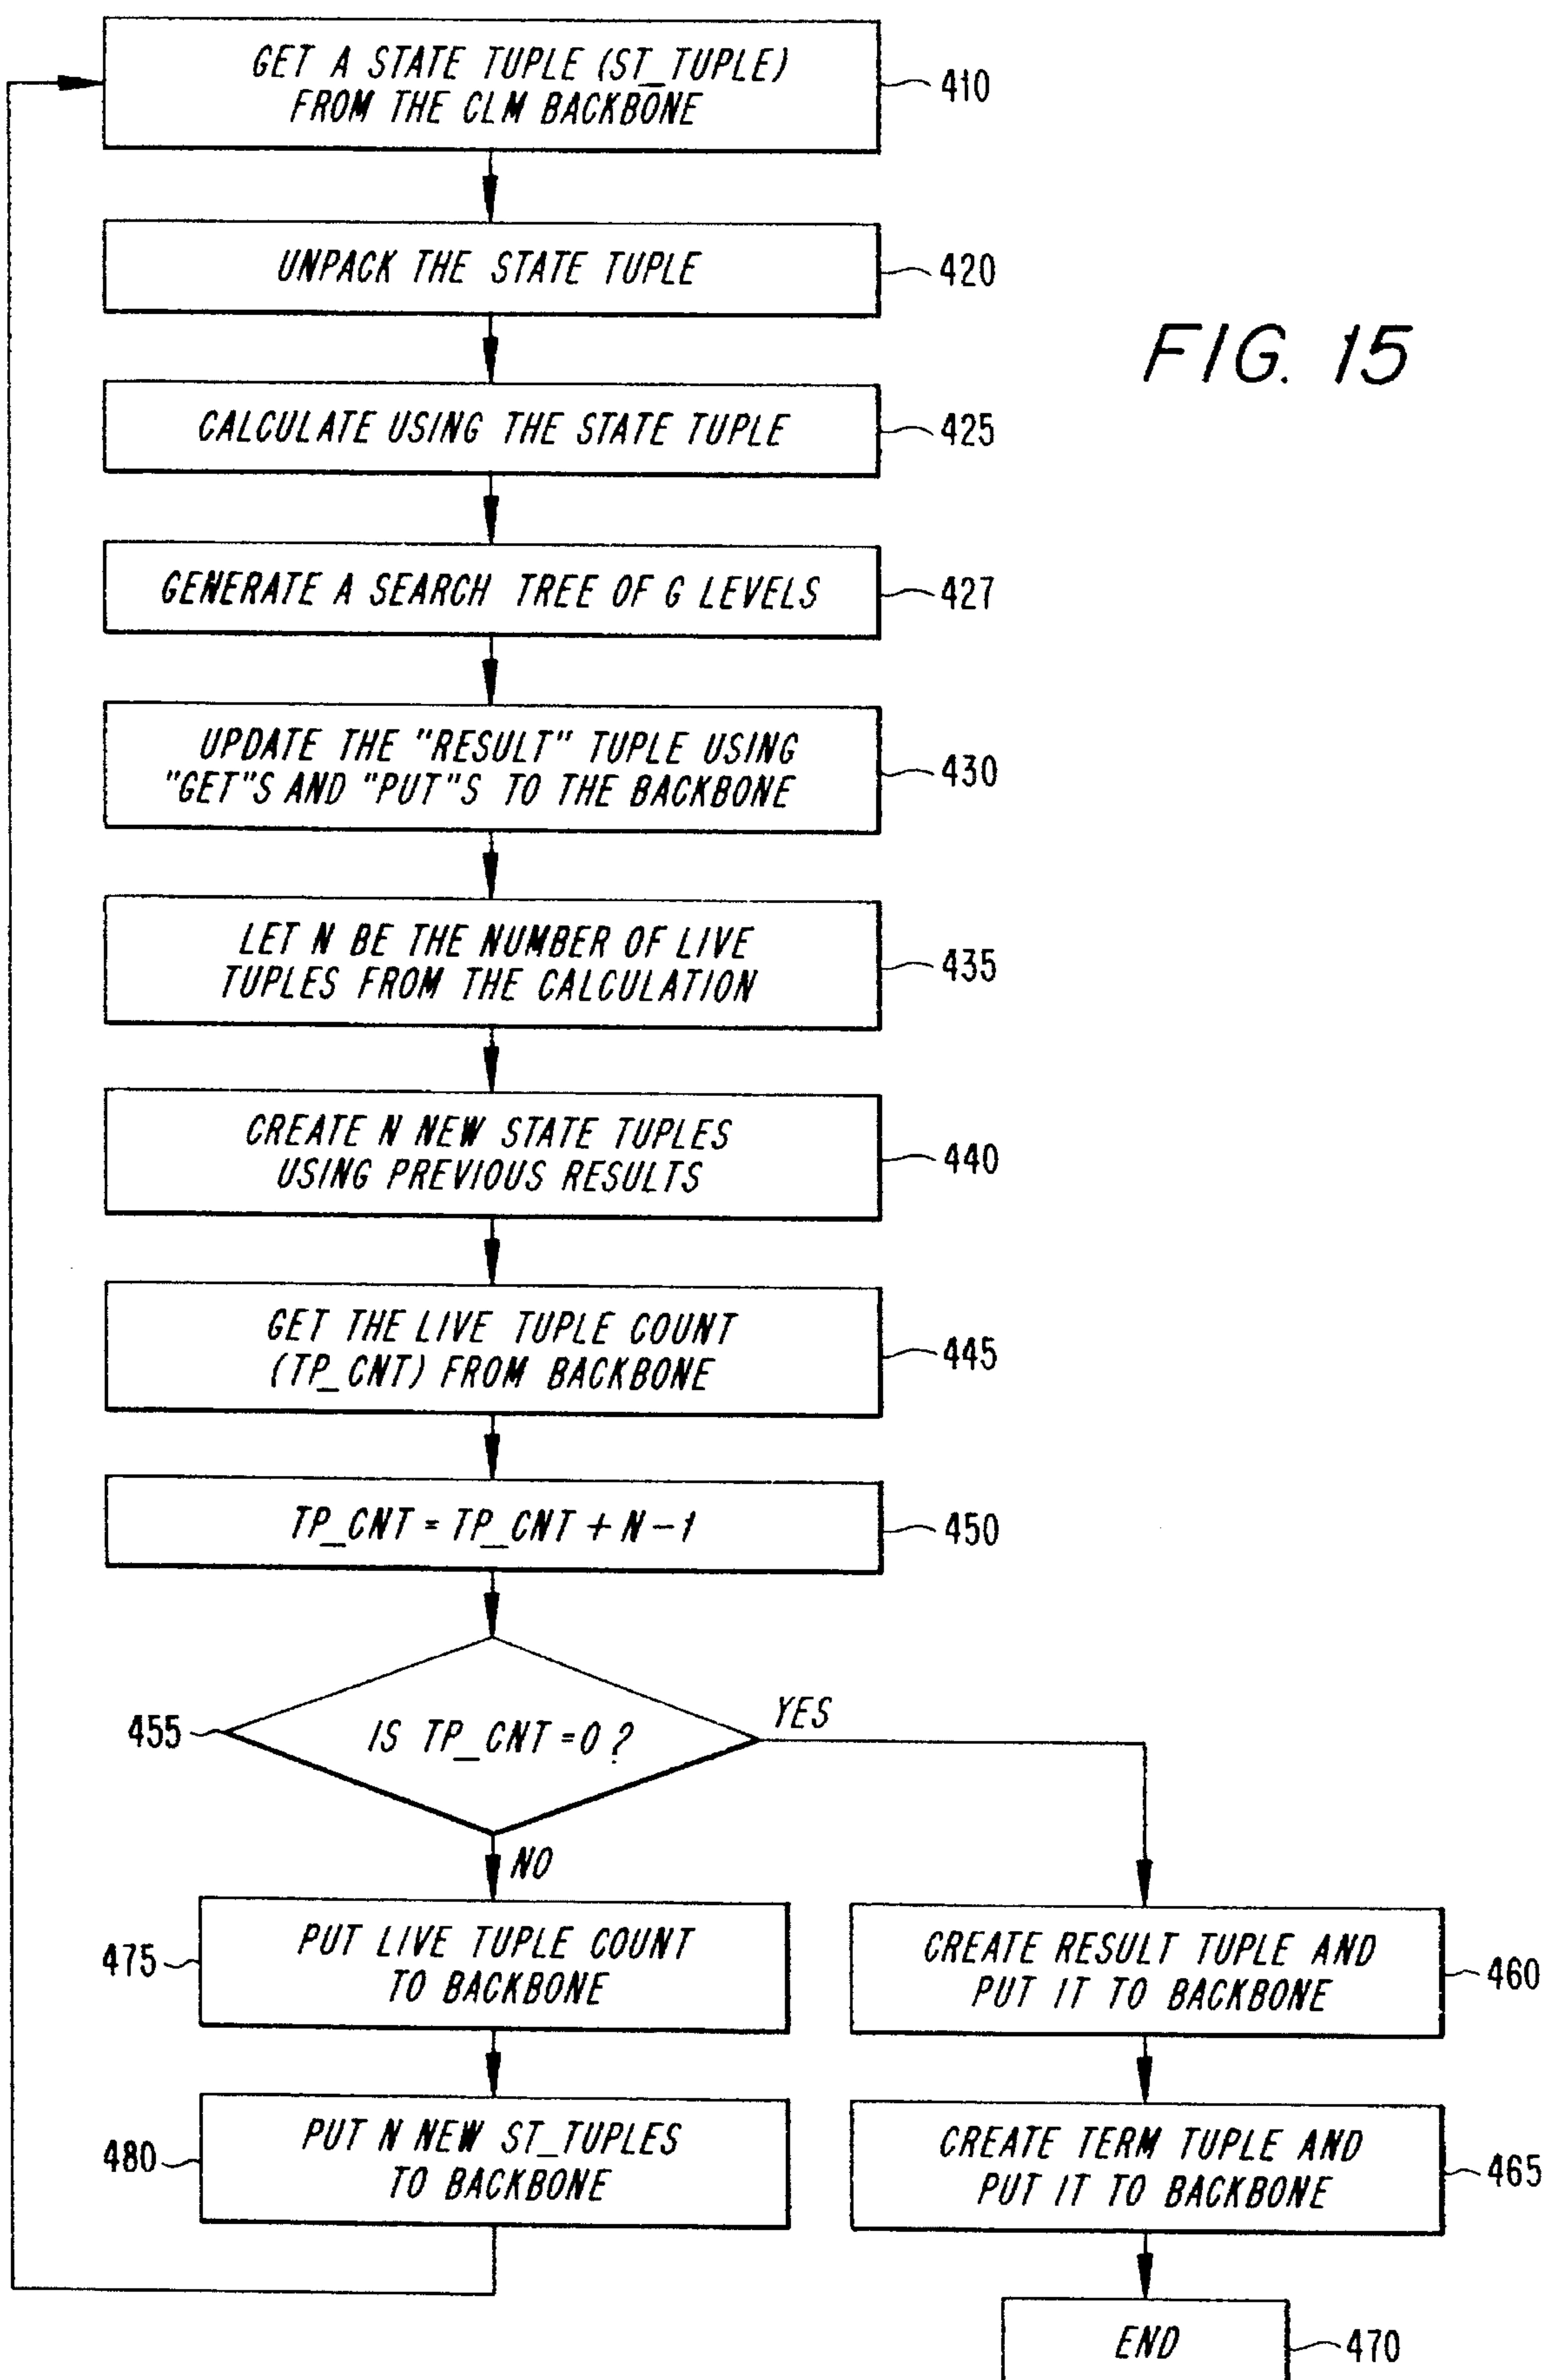 GET A STATE TUPLE (ST_TUPLE)
FROM THE CLM BACKBONE
410
UNPACK THE STATE TUPLE
420
FIG. 15
CALCULATE USING THE STATE TUPLE
425
GENERATE A SEARCH TREE OF G LEVELS
427
UPDATE THE "RESULT" TUPLE USING
"GET"S AND "PUT"S TO THE BACKBONE
430
LET N BE THE NUMBER OF LIVE
TUPLES FROM THE CALCULATION
435
CREATE N NEW STATE TUPLES
USING PREVIOUS RESULTS
440
GET THE LIVE TUPLE COUNT
(TP_CNT) FROM BACKBONE
445
TP_CNT = TP_CNT + N - 1
450
455
IS TP_CNT = 0 ?
YES
NO
475
PUT LIVE TUPLE COUNT
TO BACKBONE
CREATE RESULT TUPLE AND
PUT IT TO BACKBONE
460
480
PUT N NEW ST_TUPLES
TO BACKBONE
CREATE TERM TUPLE AND
PUT IT TO BACKBONE
465
END
470